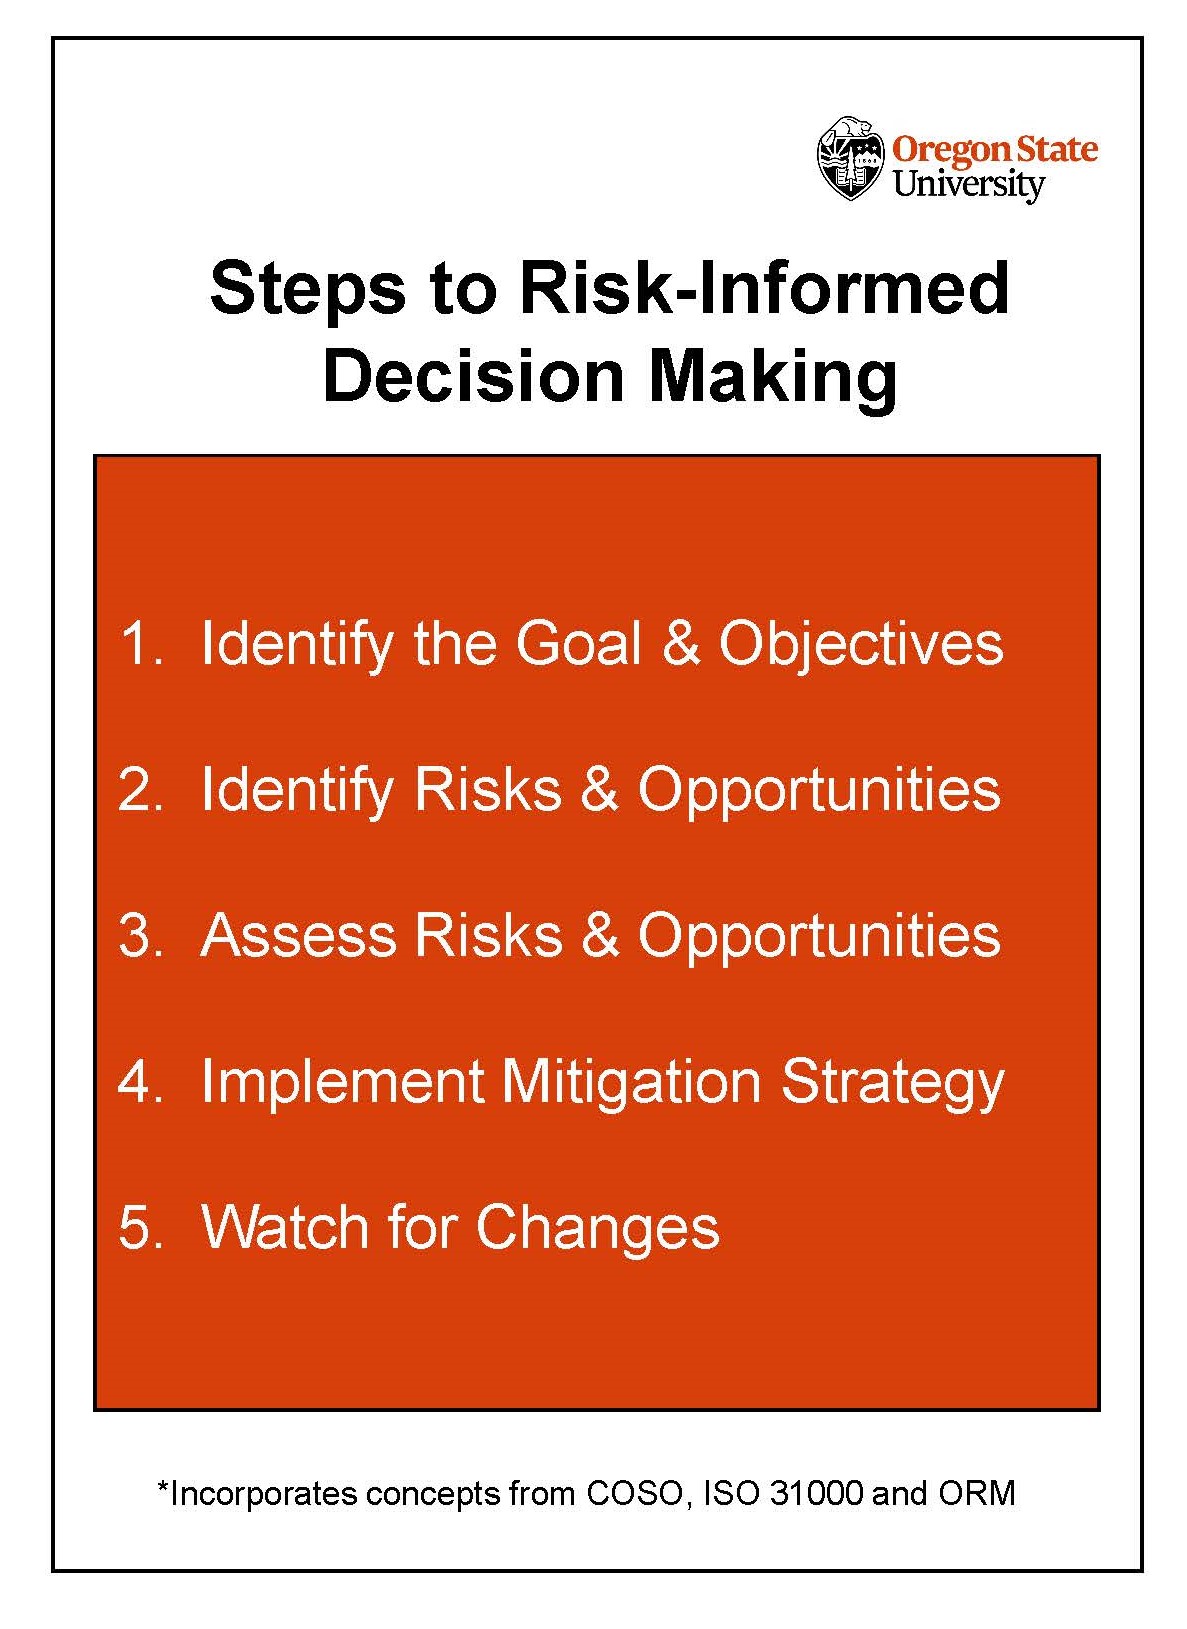 1868
Oregon State
University
Steps to Risk-Informed
Decision Making
1. Identify the Goal & Objectives
2. Identify Risks & Opportunities
3. Assess Risks & Opportunities
4. Implement Mitigation Strategy
5. Watch for Changes
*Incorporates concepts from COSO, ISO 31000 and ORM